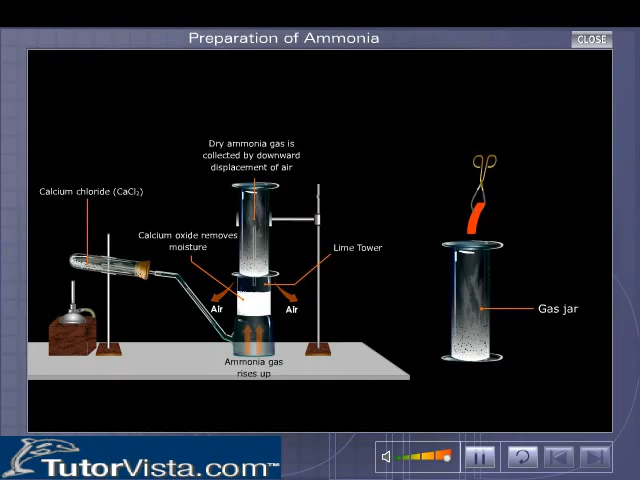 Preparation of Ammonia
CLOSE
Dry ammonia gas is
collected by downward
displacement of air
Calcium chloride (CaCl₂)
Calcium oxide removes
moisture
Lime Tower
Air
Air
Gas jar
Ammonia gas
rises up
TutorVista.com™